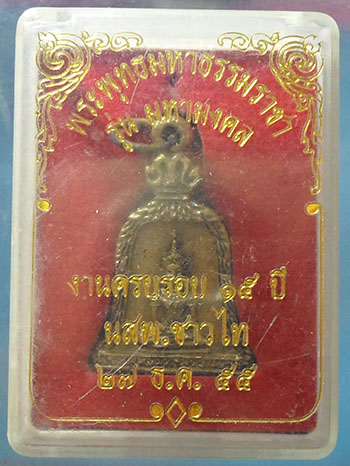 พระพุทธมหาธรรมราชา
รุ่น มหามงคล
งานครบรอบ ๑๕ ปี
นสพ.ชาวไท
๒๗ ธ.ค. ๕๕